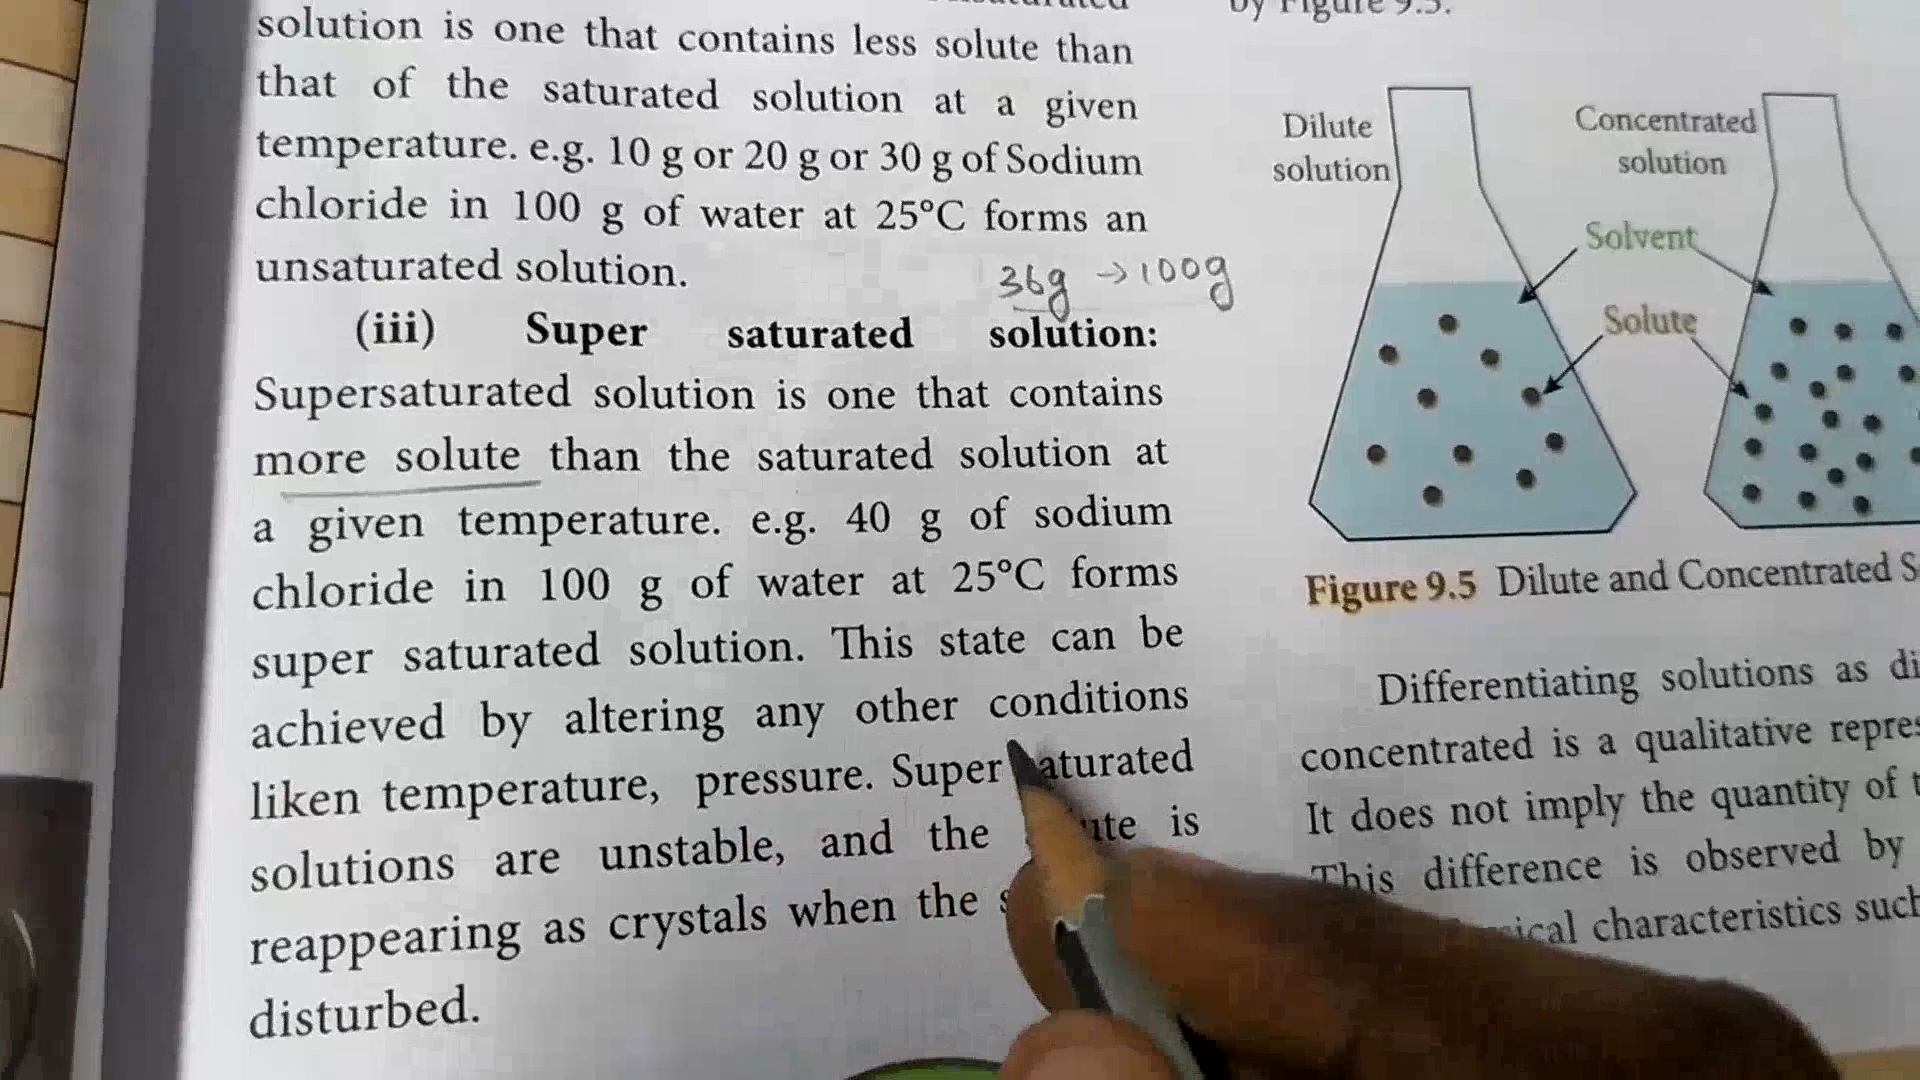 solution is one that contains less solute than
that of the saturated solution at a given
temperature. e.g. 10 g or 20 g or 30 g of Sodium
chloride in 100 g of water at 25°C forms an
unsaturated solution.
36g → 100g
(iii) Super saturated solution:
Supersaturated solution is one that contains
more solute than the saturated solution at
a given temperature. e.g. 40 g of sodium
chloride in 100 g of water at 25°C forms
super saturated solution. This state can be
achieved by altering any other conditions
liken temperature, pressure. Super aturated
solutions are unstable, and the ute is
reappearing as crystals when the
disturbed.
by Figure 9.5.
Dilute
solution
Concentrated
solution
Solvent
Solute
Figure 9.5 Dilute and Concentrated S
Differentiating solutions as di
concentrated is a qualitative repres
It does not imply the quantity of t
This difference is observed by
ical characteristics such